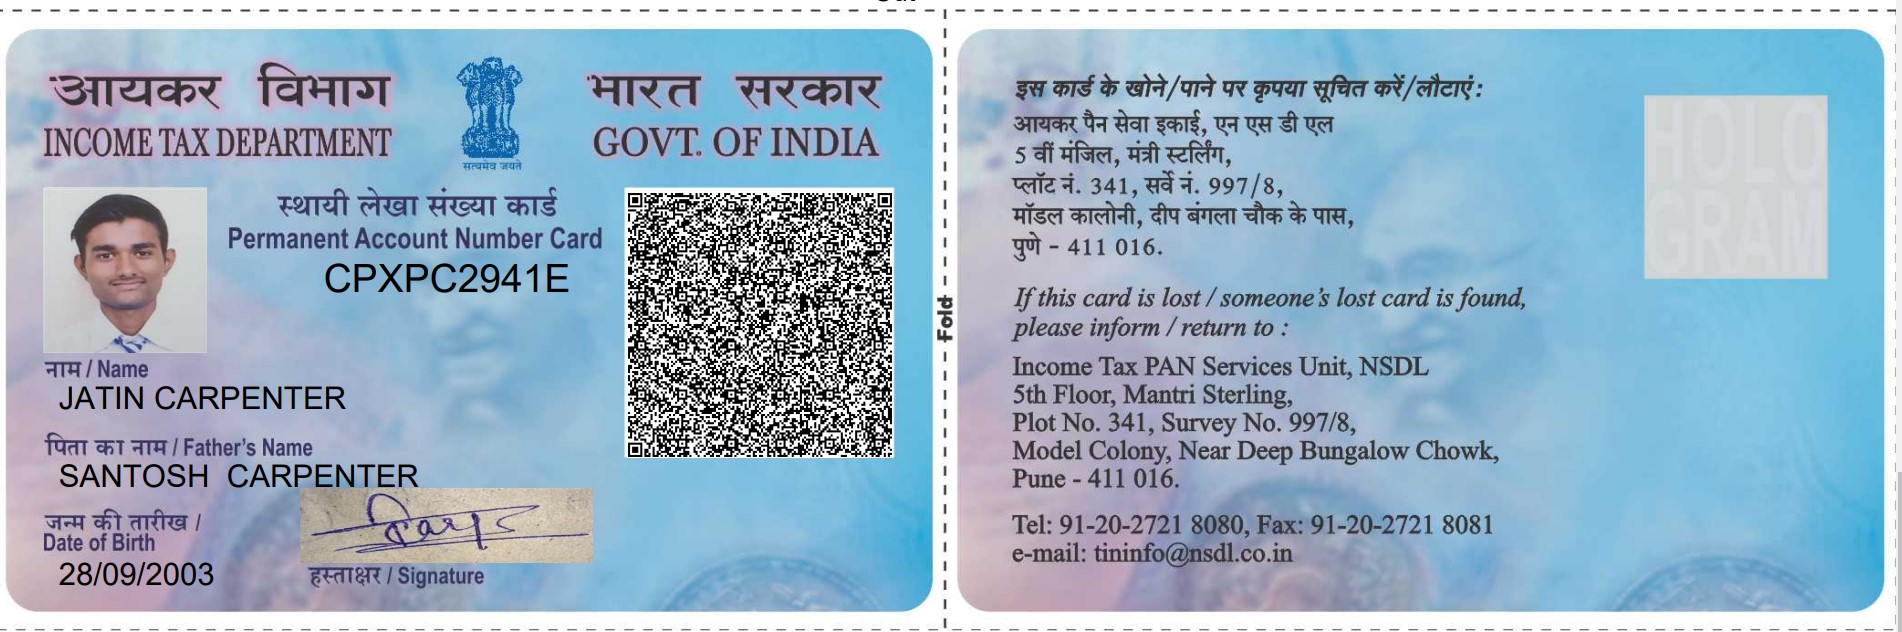 आयकर विभाग
INCOME TAX DEPARTMENT
सत्यमेव जयते
भारत सरकार
GOVT. OF INDIA
स्थायी लेखा संख्या कार्ड
Permanent Account Number Card
CPXPC2941E
नाम / Name
JATIN CARPENTER
पिता का नाम / Father's Name
SANTOSH CARPENTER
जन्म की तारीख /
Date of Birth
28/09/2003
हस्ताक्षर / Signature
Fold
इस कार्ड के खोने/पाने पर कृपया सूचित करें/लौटाएं :
आयकर पैन सेवा इकाई, एन एस डी एल
5 वीं मंजिल, मंत्री स्टर्लिंग,
प्लॉट नं. 341, सर्वे नं. 997/8,
मॉडल कालोनी, दीप बंगला चौक के पास,
पुणे - 411 016.
If this card is lost / someone's lost card is found,
please inform / return to :
Income Tax PAN Services Unit, NSDL
5th Floor, Mantri Sterling,
Plot No. 341, Survey No. 997/8,
Model Colony, Near Deep Bungalow Chowk,
Pune - 411 016.
Tel: 91-20-2721 8080, Fax: 91-20-2721 8081
e-mail: tininfo@nsdl.co.in
HOLO
GRAM